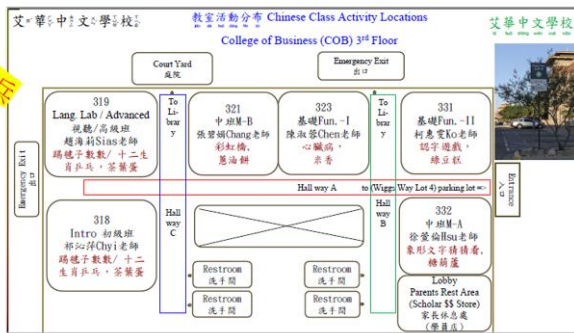 艾華中文學校
教室活動分布 Chinese Class Activity Locations
College of Business (COB) 3rd Floor
艾華中文學校
Court Yard
庭院
Emergency Exit
出口
319
Lang. Lab / Advanced
視聽/高級班
趙海莉Sias老師
踢毽子數數/ 十二生
肖乒乓，茶葉蛋
To
Librar
y
321
中班M-B
張碧娟Chang老師
彩虹橋，
蔥油餅
323
基礎Fun. -I
陳淑蓉Chen老師
心臟病，
米香
To
Librar
y
331
基礎Fun. -II
柯惠雯Ko老師
認字遊戲，
綠豆糕
Emergency Exit
出口
Hall way A to (Wiggs Way Lot 4) parking lot =>
Entrance
入口
318
Intro 初級班
祁沁萍Chyi老師
踢毽子數數/ 十二生
肖乒乓，茶葉蛋
Hall
way
C
Hall
way
B
332
中班M-A
徐萱倫Hsu老師
象形文字猜猜看，
糖葫蘆
Restroom
洗手間
Restroom
洗手間
Restroom
洗手間
Restroom
洗手間
Lobby
Parents Rest Area
(Scholar $$ Store)
家長休息處
(學員店)